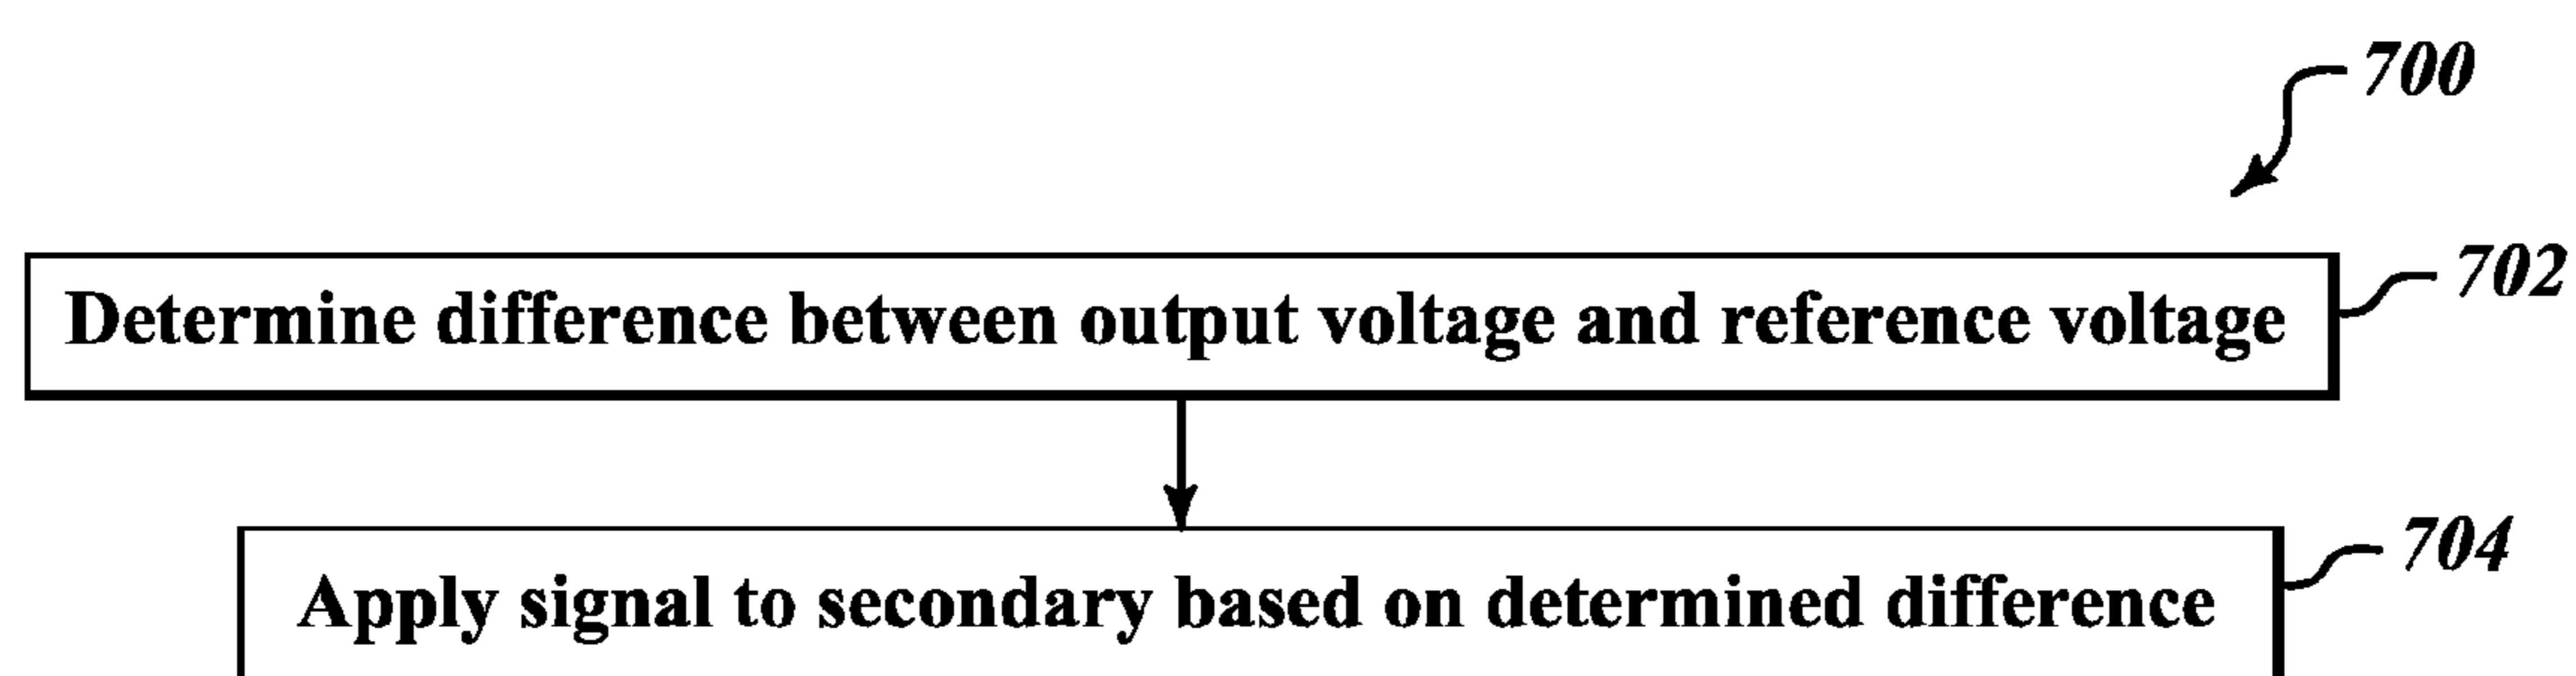 700
Determine difference between output voltage and reference voltage
702
Apply signal to secondary based on determined difference
704